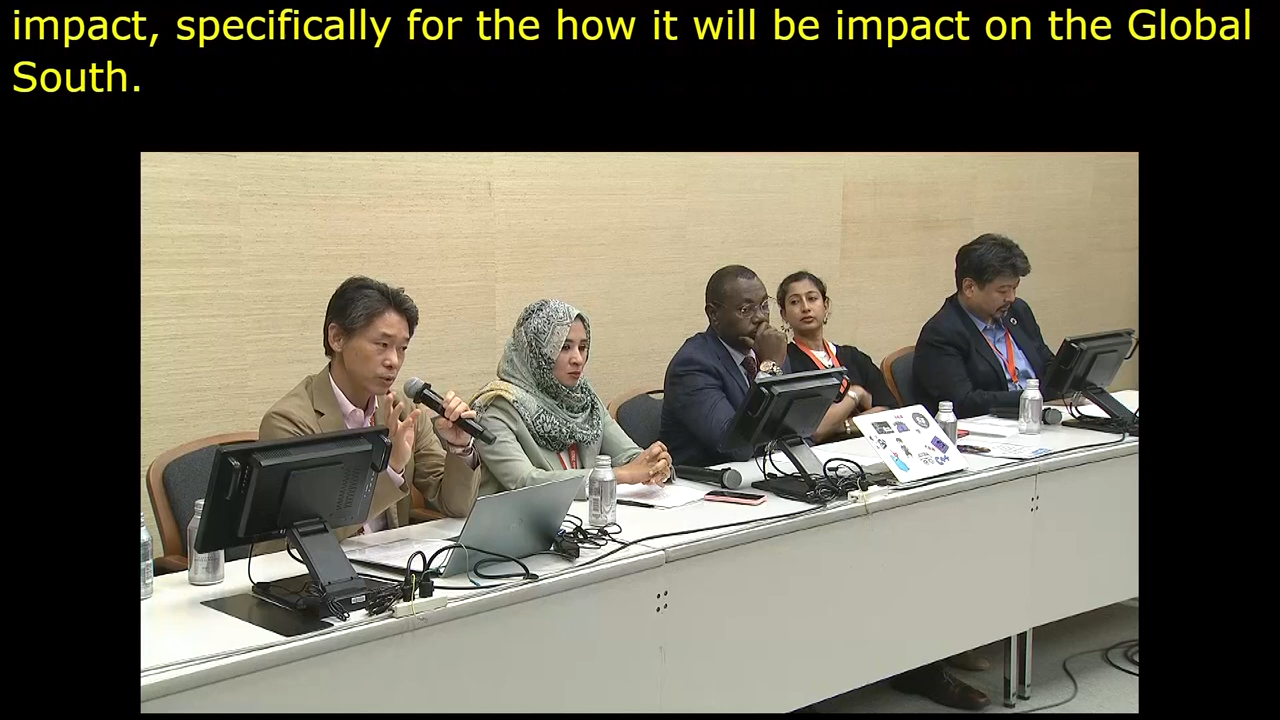 impact, specifically for the how it will be impact on the Global
South.